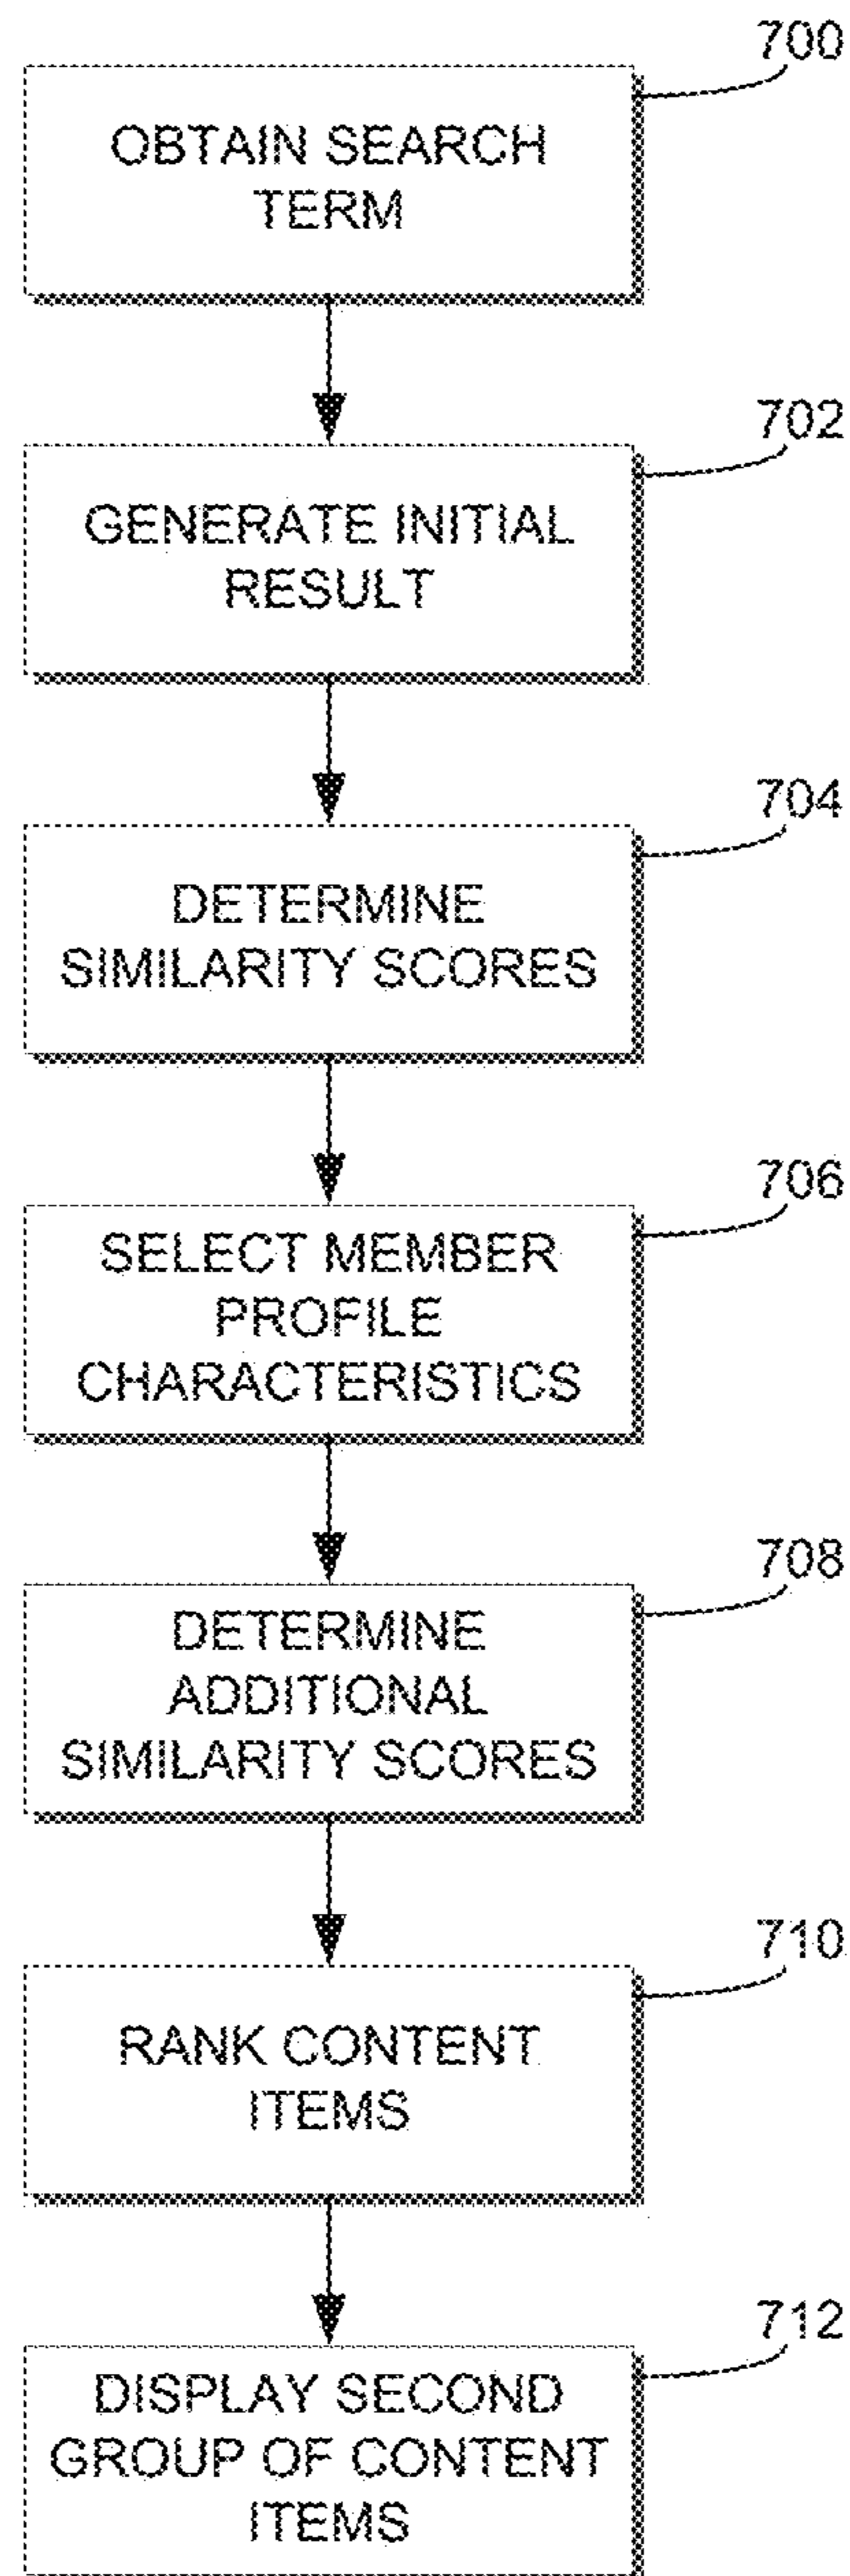 700
OBTAIN SEARCH
TERM
702
GENERATE INITIAL
RESULT
704
DETERMINE
SIMILARITY SCORES
706
SELECT MEMBER
PROFILE
CHARACTERISTICS
708
DETERMINE
ADDITIONAL
SIMILARITY SCORES
710
RANK CONTENT
ITEMS
712
DISPLAY SECOND
GROUP OF CONTENT
ITEMS